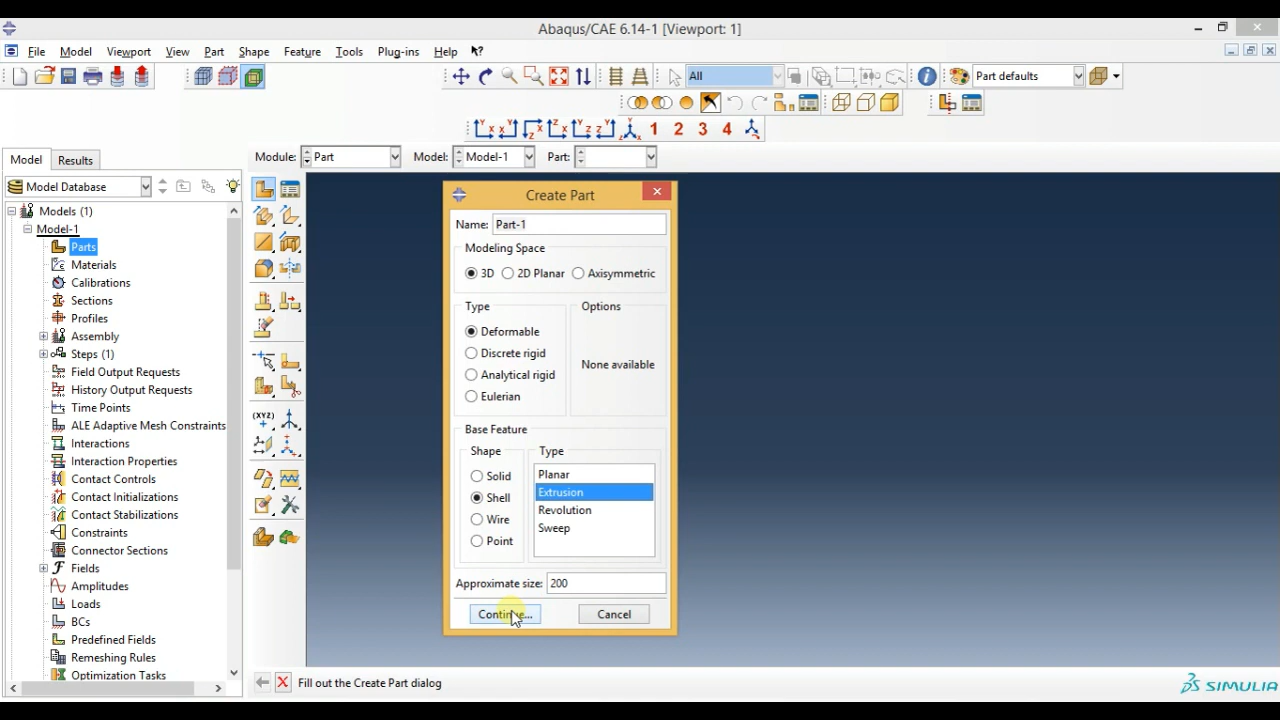 Abaqus/CAE 6.14-1 [Viewport: 1]
File Model Viewport View Part Shape Feature Tools Plug-ins Help
All
Part defaults
1 2 3 4
Model Results
Module: Part Model: Model-1 Part:
Model Database
Models (1)
Model-1
Parts
Materials
Calibrations
Sections
Profiles
Assembly
Steps (1)
Field Output Requests
History Output Requests
Time Points
ALE Adaptive Mesh Constraints
Interactions
Interaction Properties
Contact Controls
Contact Initializations
Contact Stabilizations
Constraints
Connector Sections
Fields
Amplitudes
Loads
BCs
Predefined Fields
Remeshing Rules
Optimization Tasks
(XYZ)
Create Part
Name: Part-1
Modeling Space
3D 2D Planar Axisymmetric
Type Options
Deformable
Discrete rigid
Analytical rigid
Eulerian
None available
Base Feature
Shape Type
Solid
Shell
Wire
Point
Planar
Extrusion
Revolution
Sweep
Approximate size: 200
Continue... Cancel
Fill out the Create Part dialog
SIMULIA